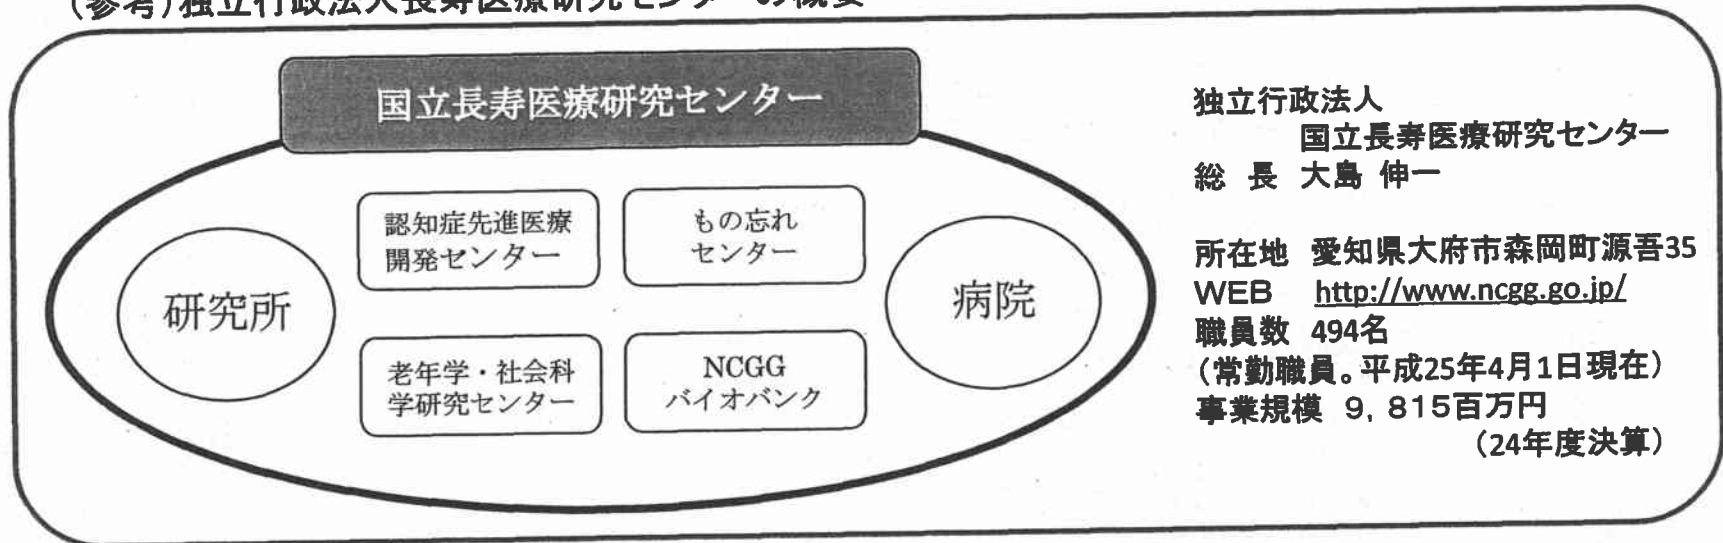 (参考)独立行政法人長寿医療研究センターの概要
国立長寿医療研究センター
研究所
認知症先進医療
開発センター
もの忘れ
センター
老年学・社会科
学研究センター
NCGG
バイオバンク
病院
独立行政法人
国立長寿医療研究センター
総 長 大島 伸一
所在地 愛知県大府市森岡町源吾35
WEB http://www.ncgg.go.jp/
職員数 494名
(常勤職員。平成25年4月1日現在)
事業規模 9,815百万円
(24年度決算)